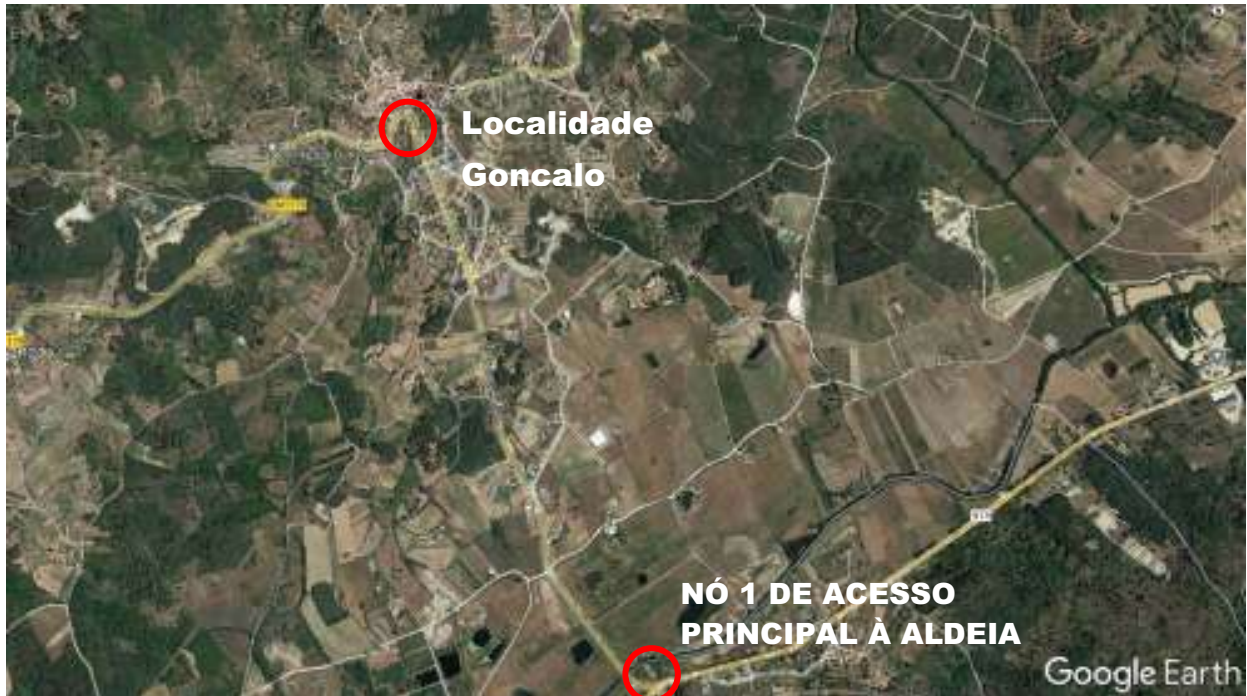 Localidade
Goncalo
NÓ 1 DE ACESSO
PRINCIPAL À ALDEIA
Google Earth